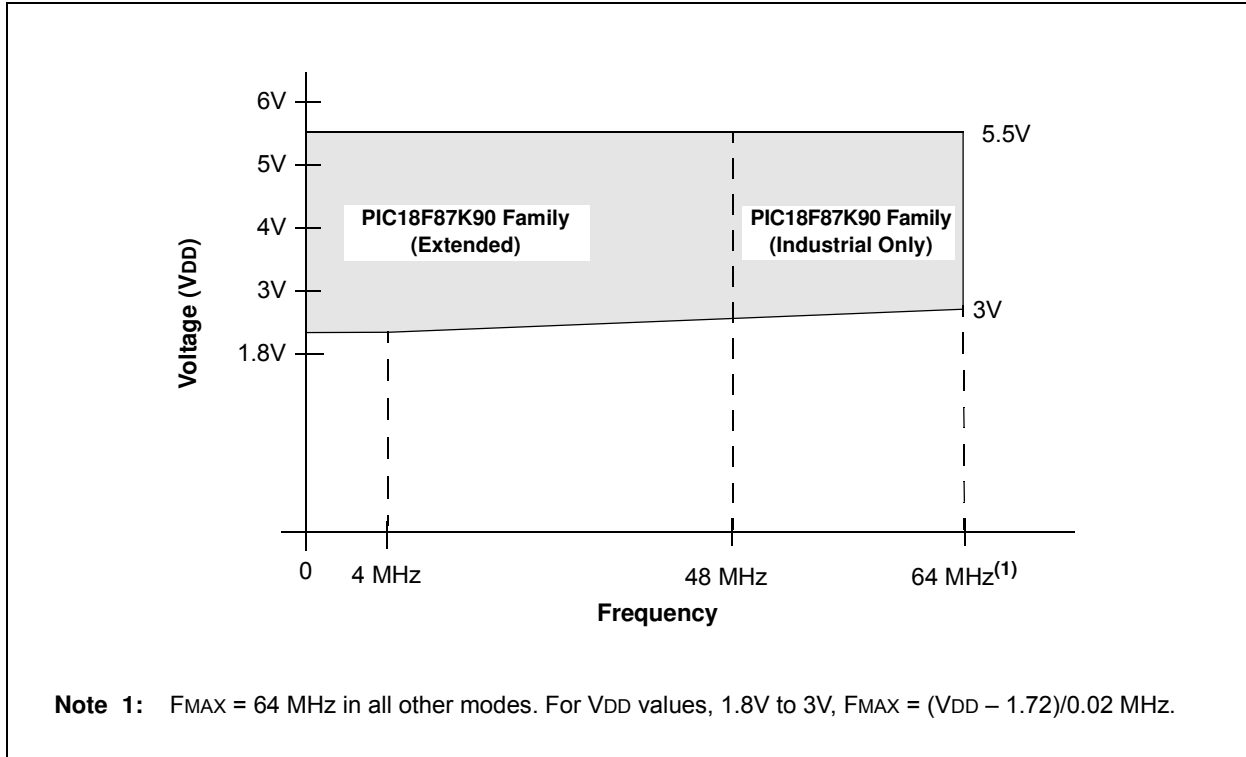 6V
5.5V
5V
PIC18F87K90 Family
(Extended)
PIC18F87K90 Family
(Industrial Only)
4V
Voltage (VDD)
3V
3V
1.8V
0
4 MHz
48 MHz
64 MHz(1)
Frequency
Note 1: FMAX = 64 MHz in all other modes. For VDD values, 1.8V to 3V, FMAX = (VDD – 1.72)/0.02 MHz.